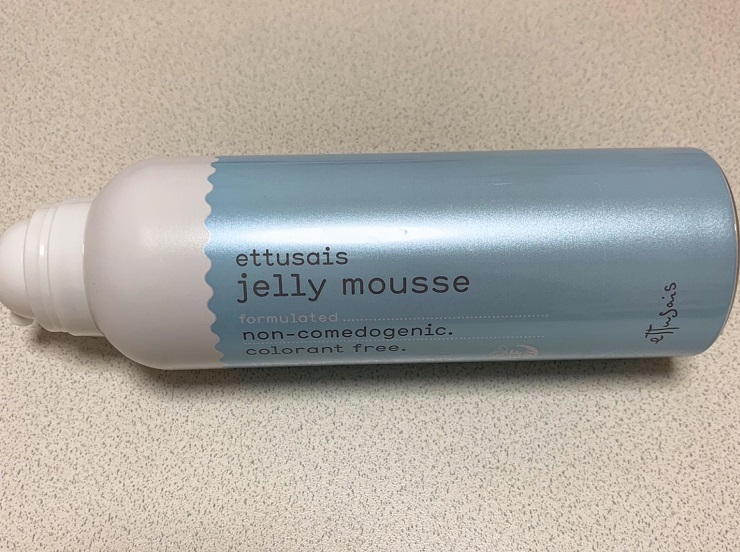 ettusais
jelly mousse
formulated
non-comedogenic.
colorant free.
ettusais